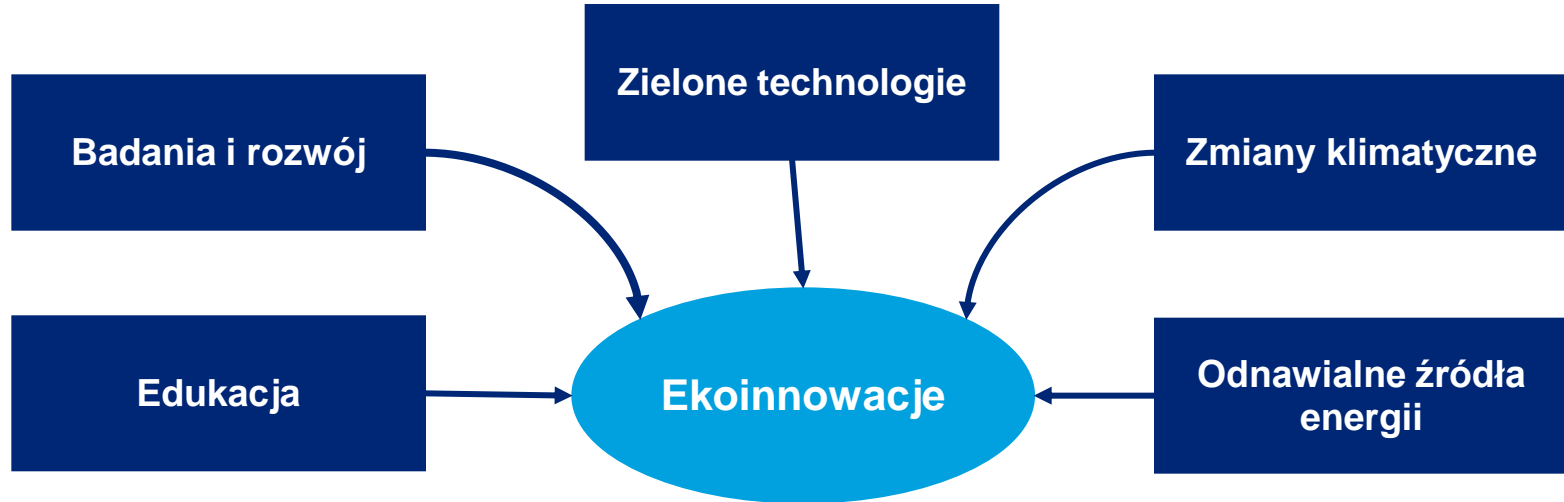 Zielone technologie
Badania i rozwój
Zmiany klimatyczne
Edukacja
Ekoinnowacje
Odnawialne źródła
energii